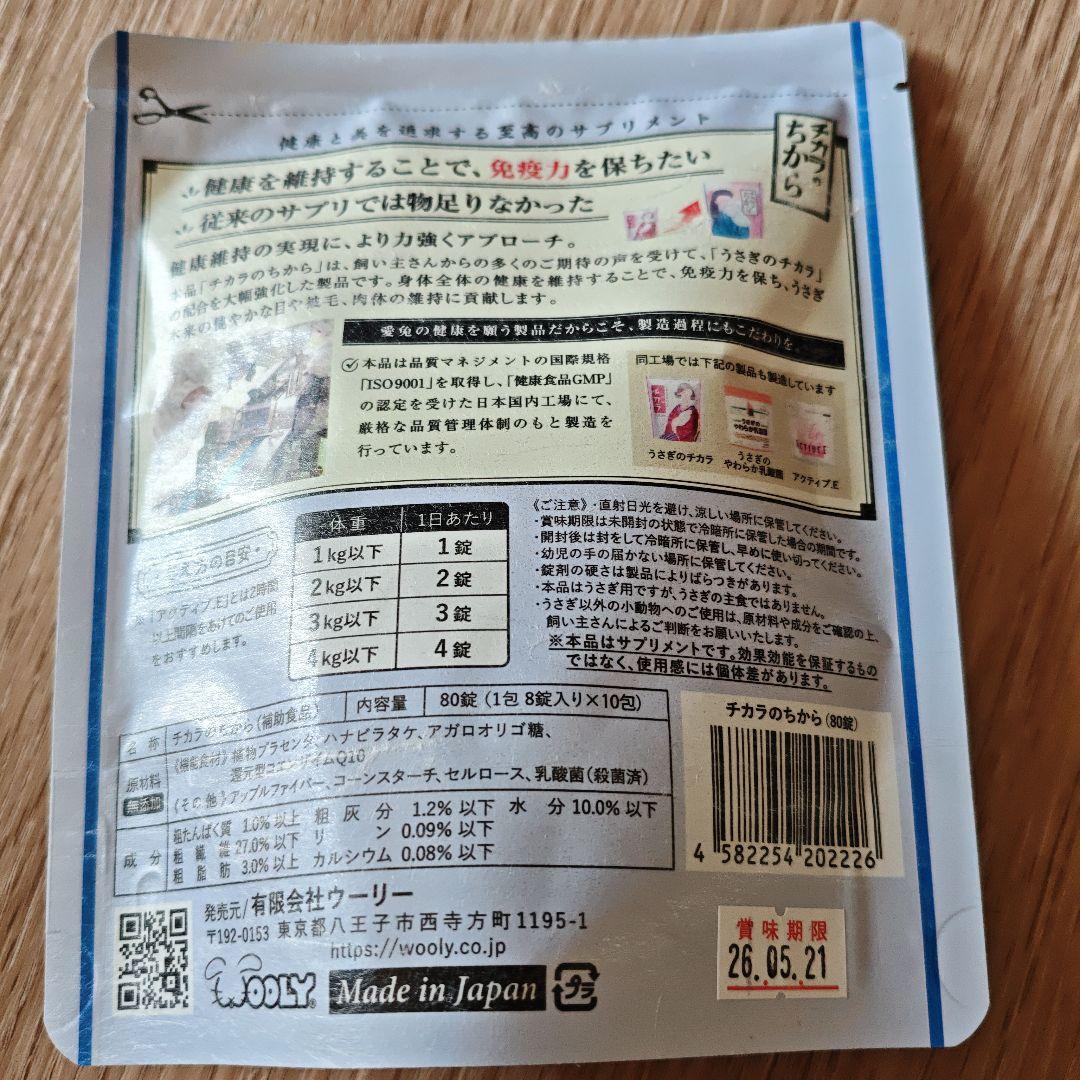 健康と美を追求する至高のサプリメント
チカラのちから
健康を維持することで、免疫力を保ちたい
従来のサプリでは物足りなかった
健康維持の実現に、より力強くアプローチ。
本品「チカラのちから」は、飼い主さんからの多くのご期待の声を受けて、「うさぎのチカラ」
の配合を大幅強化した製品です。身体全体の健康を維持することで、免疫力を保ち、うさぎ
本来の健やかな目や被毛、肉体の維持に貢献します。
愛兎の健康を願う製品だからこそ、製造過程にもこだわりを。
本品は品質マネジメントの国際規格
「ISO9001」を取得し、「健康食品GMP」
の認定を受けた日本国内工場にて、
厳格な品質管理体制のもと製造を
行っています。
同工場では下記の製品も製造しています
うさぎのチカラ
うさぎの
やわらか乳酸菌
アクティブ.E
え方の目安
※「アクティブ.E」とは2時間
以上間隔をあけてのご使用
をおすすめします。
体重 1日あたり
1kg以下 1錠
2kg以下 2錠
3kg以下 3錠
4kg以下 4錠
《ご注意》・直射日光を避け、涼しい場所に保管してください。
・賞味期限は未開封の状態で冷暗所に保管した場合の期間です。
・開封後は封をして冷暗所に保管し、早めに使い切ってください。
・幼児の手の届かない場所に保管してください。
・錠剤の硬さは製品によりばらつきがあります。
・本品はうさぎ用ですが、うさぎの主食ではありません。
・うさぎ以外の小動物へのご使用は、原材料や成分をご確認の上、
飼い主さんによるご判断をお願いいたします。
※本品はサプリメントです。効果効能を保証するもの
ではなく、使用感には個体差があります。
名称 チカラのちから（補助食品） 内容量 80錠（1包 8錠入り×10包）
原材料 無添加 《機能食材》植物プラセンタ、ハナビラタケ、アガロオリゴ糖、
還元型コエンザイムQ10
《その他》アップルファイバー、コーンスターチ、セルロース、乳酸菌（殺菌済）
成分 粗たんぱく質 1.0%以上 粗灰分 1.2%以下 水分 10.0%以下
粗繊維 27.0%以下 リン 0.09%以下
粗脂肪 3.0%以上 カルシウム 0.08%以下
チカラのちから（80錠）
4 582254 202226
発売元/有限会社ウーリー
〒192-0153 東京都八王子市西寺方町1195-1
https://wooly.co.jp
WOOLY
Made in Japan
プラ
賞味期限
26.05.21